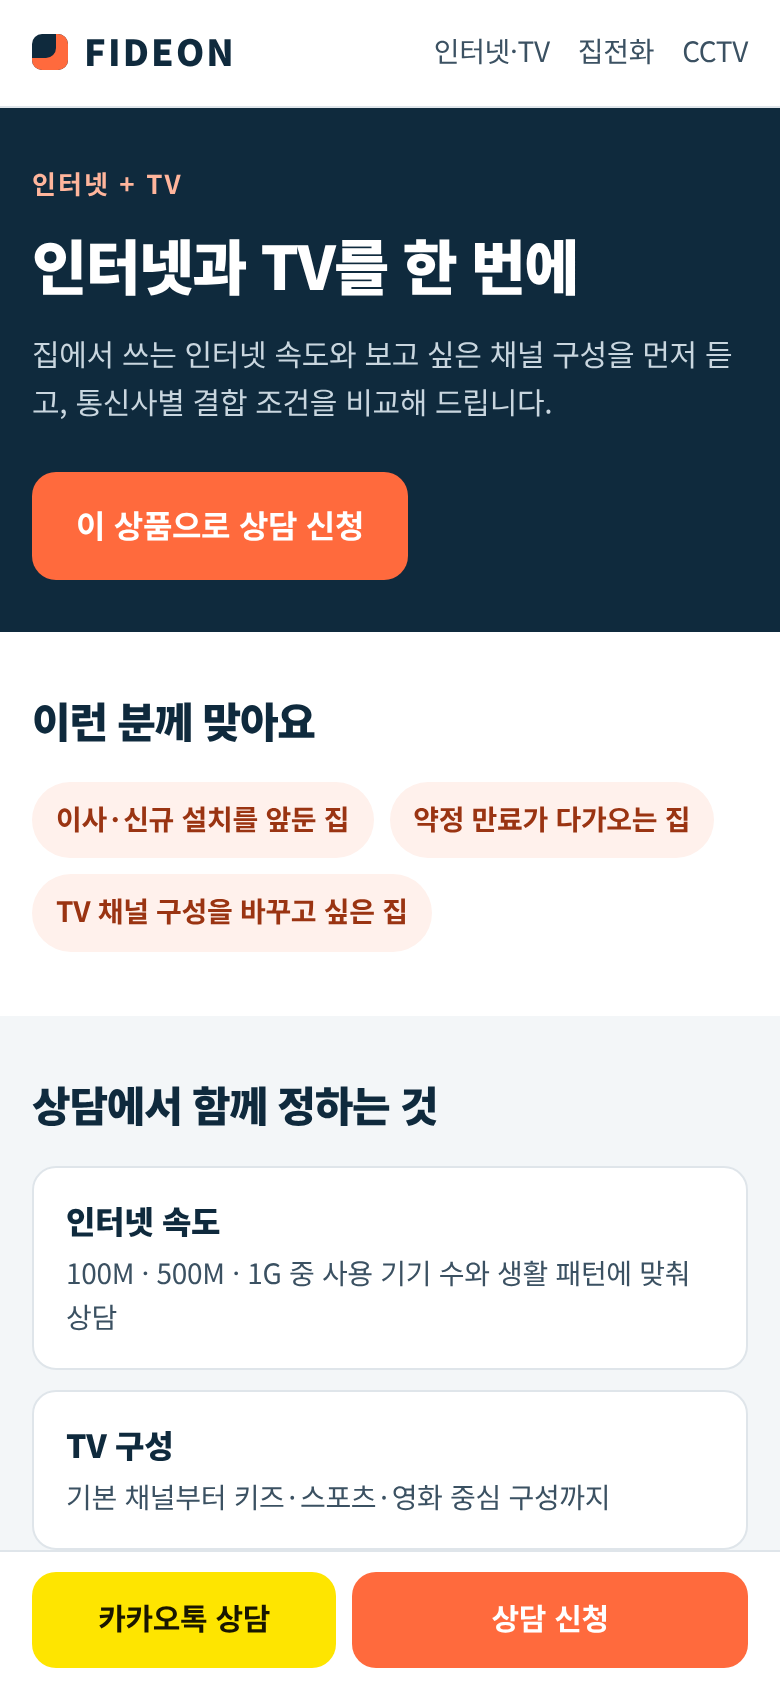 FIDEON
인터넷·TV 집전화 CCTV
인터넷 + TV
인터넷과 TV를 한 번에
집에서 쓰는 인터넷 속도와 보고 싶은 채널 구성을 먼저 듣
고, 통신사별 결합 조건을 비교해 드립니다.
이 상품으로 상담 신청
이런 분께 맞아요
이사·신규 설치를 앞둔 집
약정 만료가 다가오는 집
TV 채널 구성을 바꾸고 싶은 집
상담에서 함께 정하는 것
인터넷 속도
100M · 500M · 1G 중 사용 기기 수와 생활 패턴에 맞춰
상담
TV 구성
기본 채널부터 키즈·스포츠·영화 중심 구성까지
카카오톡 상담
상담 신청